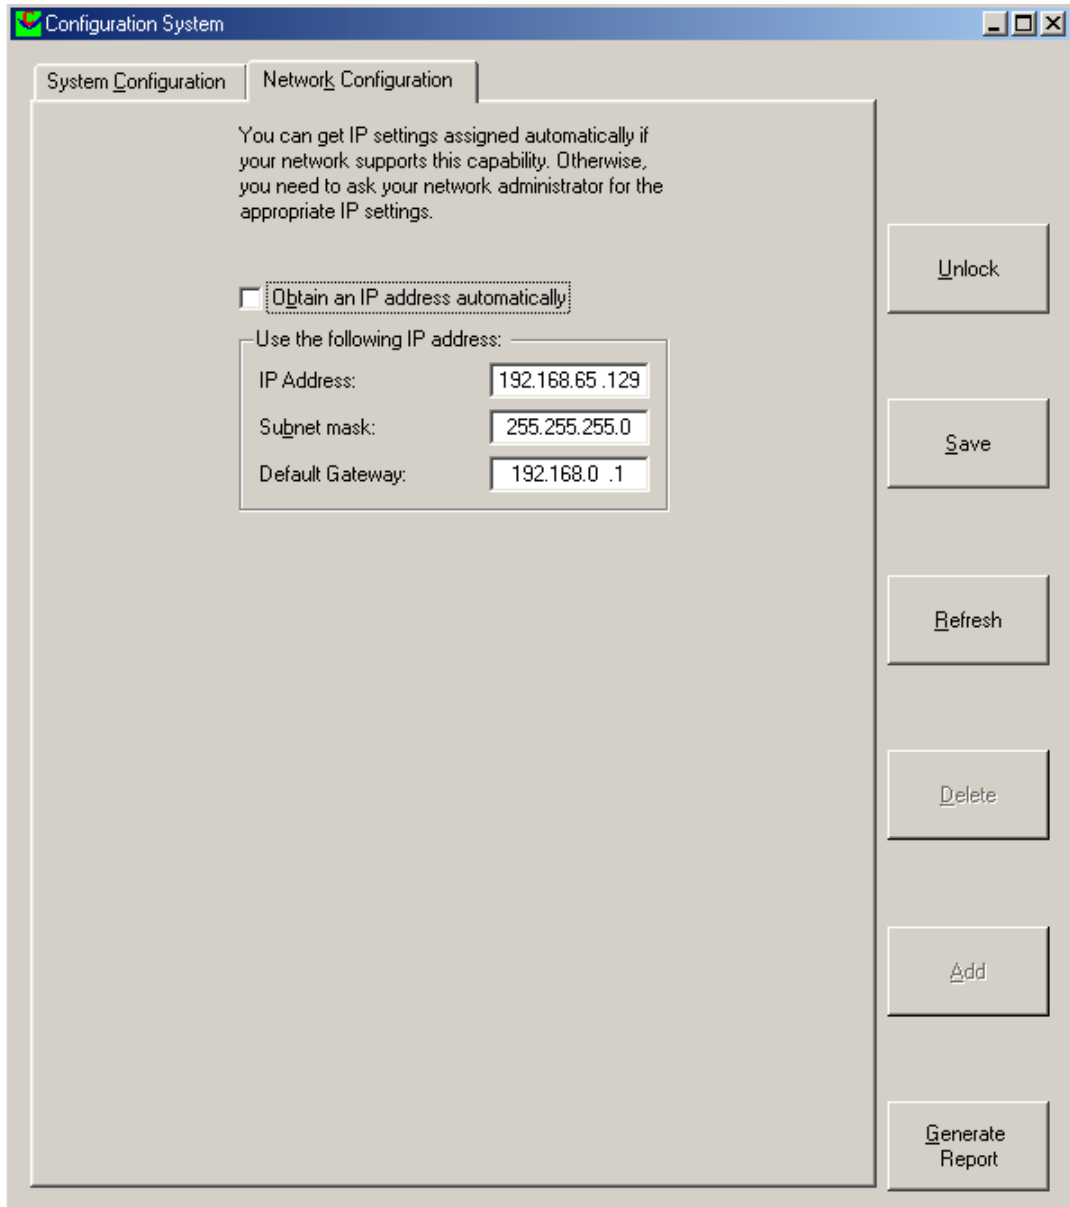 Configuration System
System Configuration
Network Configuration
You can get IP settings assigned automatically if
your network supports this capability. Otherwise,
you need to ask your network administrator for the
appropriate IP settings.
Obtain an IP address automatically
Use the following IP address:
IP Address: 192.168.65 .129
Subnet mask: 255.255.255.0
Default Gateway: 192.168.0 .1
Unlock
Save
Refresh
Delete
Add
Generate
Report